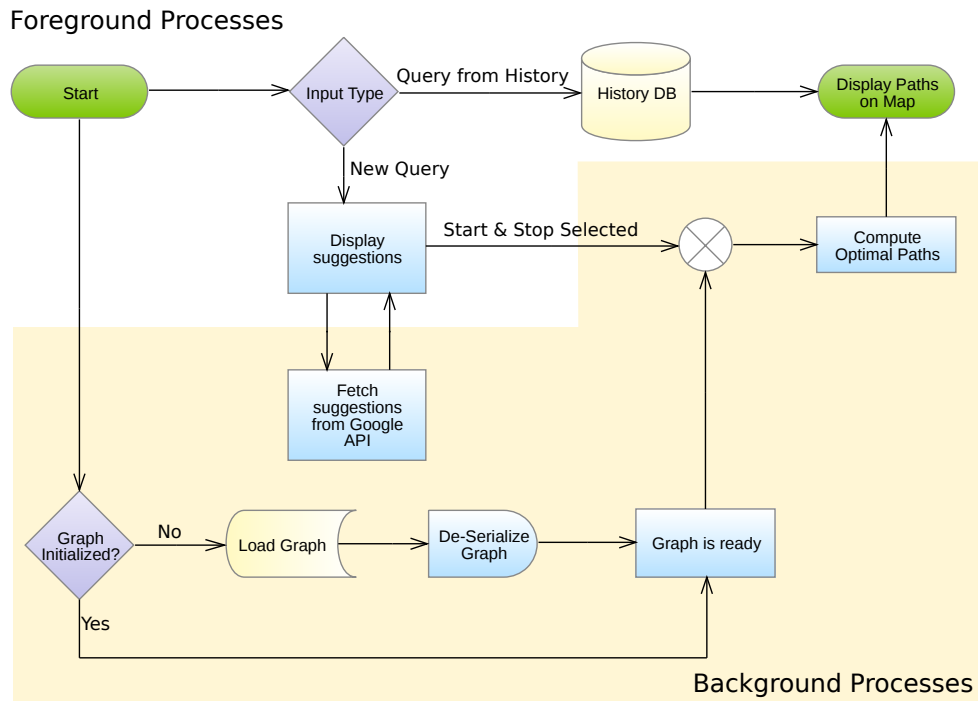 Foreground Processes
Start
Input Type
Query from History
History DB
Display Paths
on Map
New Query
Display
suggestions
Start & Stop Selected
Compute
Optimal Paths
Fetch
suggestions
from Google
API
Graph
Initialized?
No
Load Graph
De-Serialize
Graph
Graph is ready
Yes
Background Processes